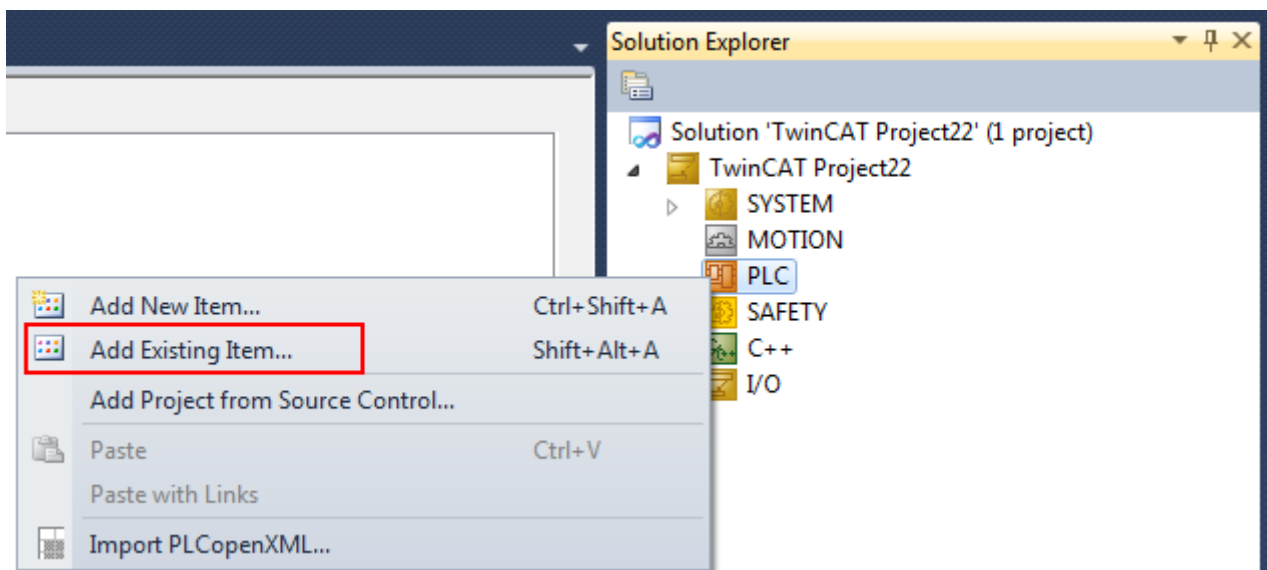 Solution Explorer
Solution 'TwinCAT Project22' (1 project)
TwinCAT Project22
SYSTEM
MOTION
PLC
SAFETY
C++
I/O
Add New Item... Ctrl+Shift+A
Add Existing Item... Shift+Alt+A
Add Project from Source Control...
Paste Ctrl+V
Paste with Links
Import PLCopenXML...